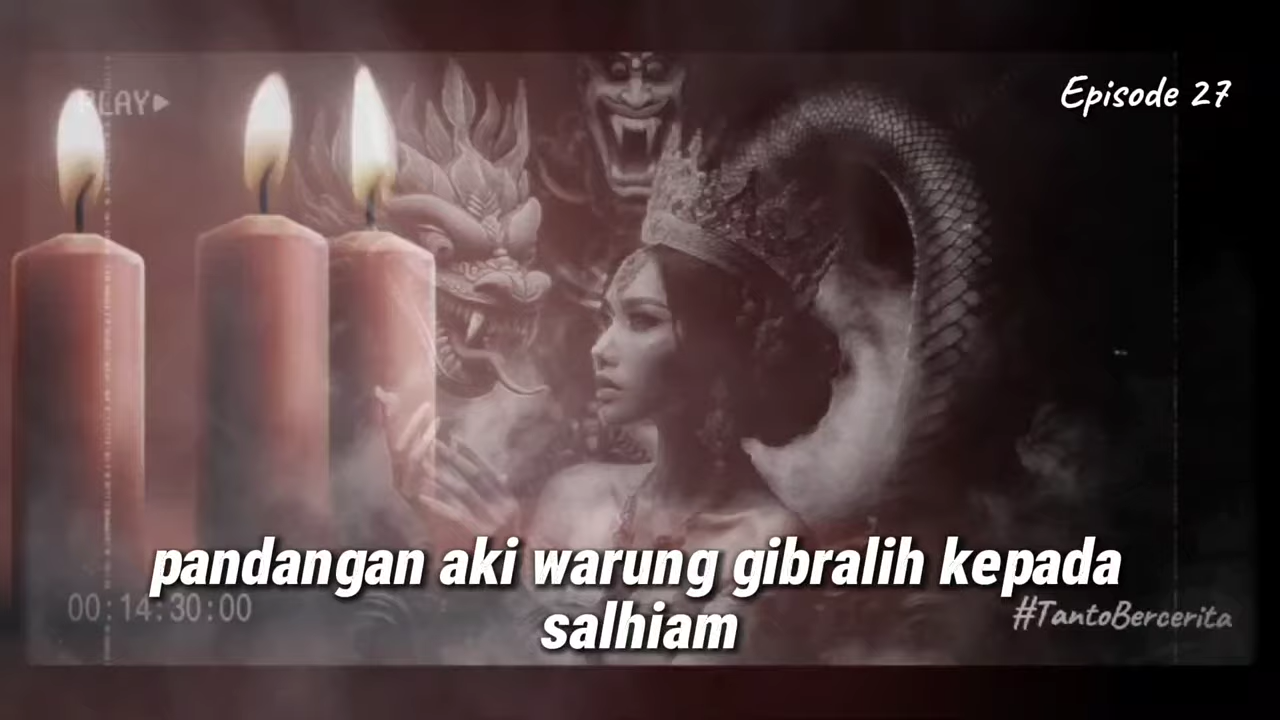 PLAY
Episode 27
pandangan aki warung gibralih kepada
salhiam
00:14:30:00
#TantoBercerita